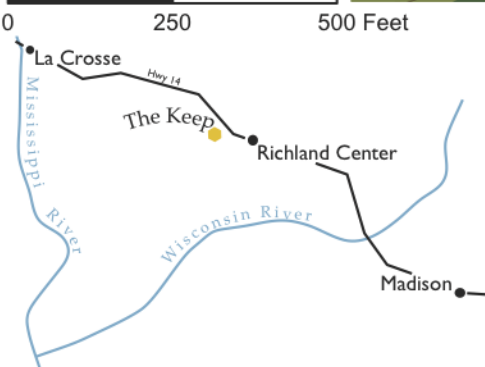 0 250 500 Feet
La Crosse
Hwy 14
The Keep
Richland Center
Mississippi River
Wisconsin River
Madison